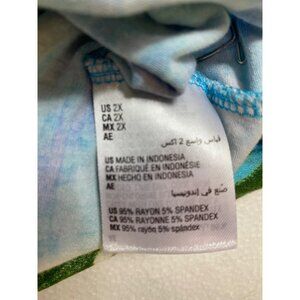 US 2X
CA 2X
MX 2X
AE
قياس واسع 2 اكس
US MADE IN INDONESIA
CA FABRIQUÉ EN INDONÉSIE
MX HECHO EN INDONESIA
AE
صنع في إندونيسيا
US 95% RAYON 5% SPANDEX
CA 95% RAYONNE 5% SPANDEX
MX 95% rayón 5% spándex